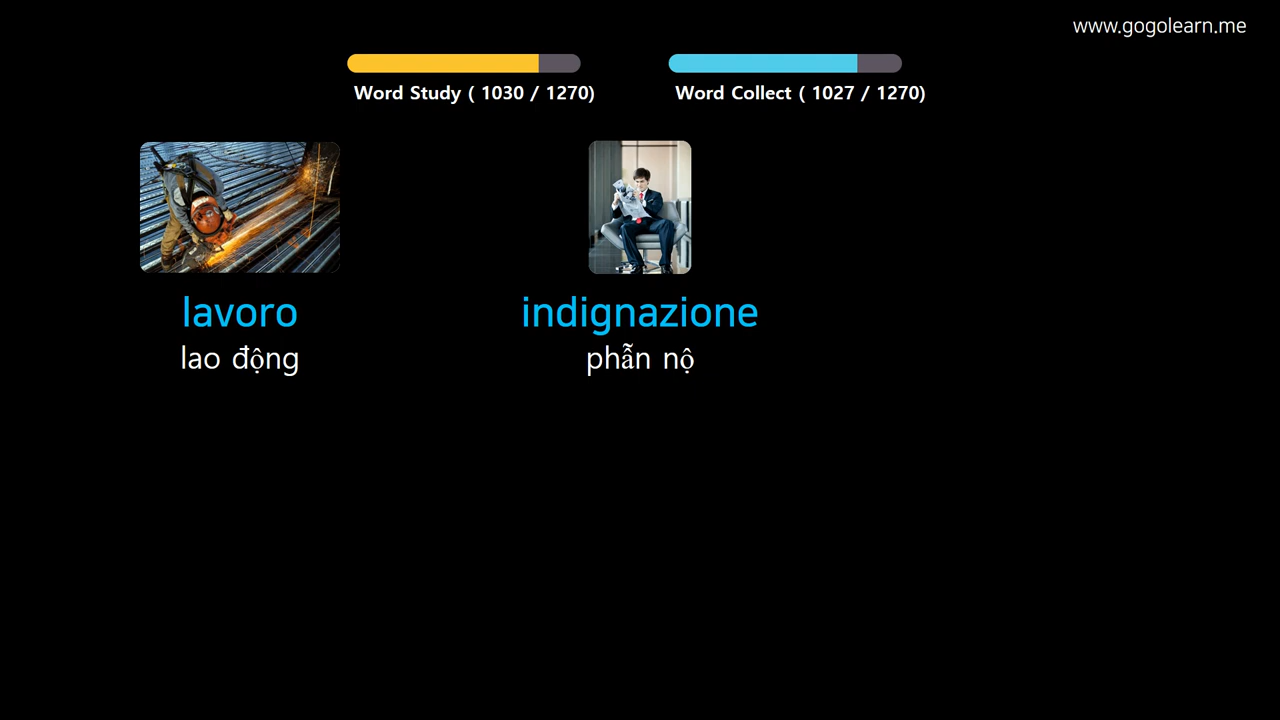 www.gogolearn.me
Word Study ( 1030 / 1270)
Word Collect ( 1027 / 1270)
lavoro
lao động
indignazione
phẫn nộ